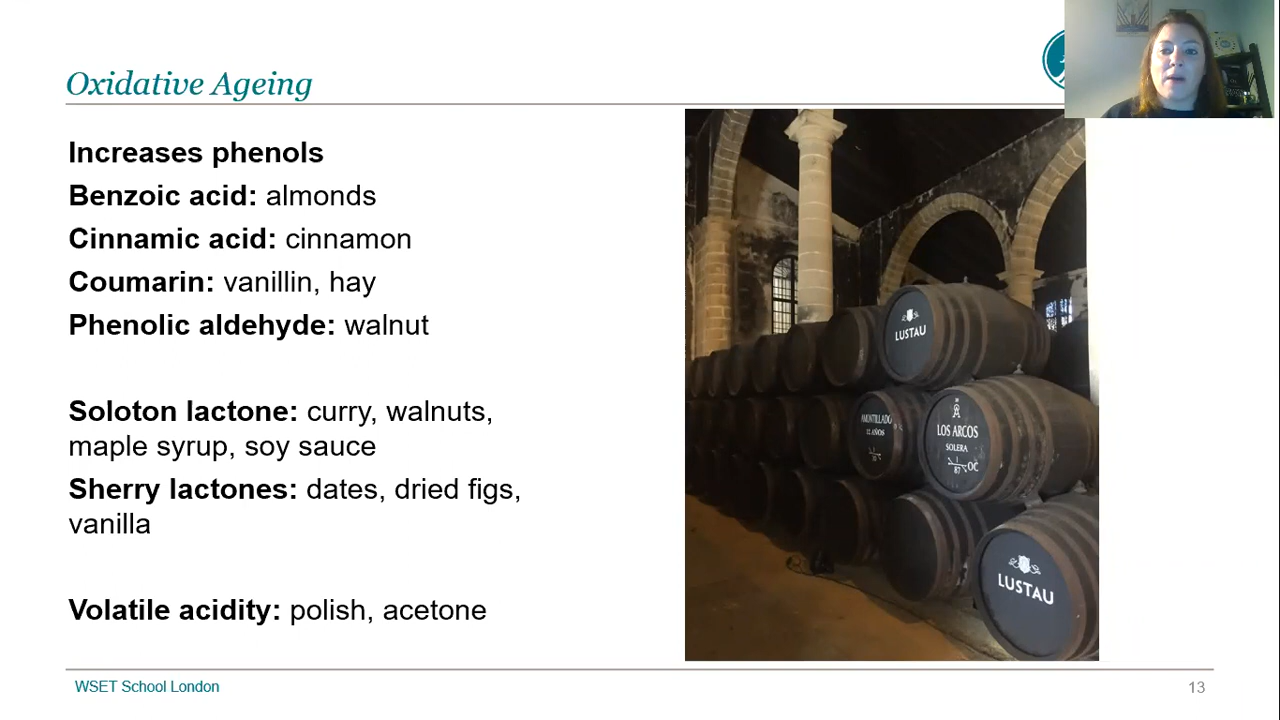 Oxidative Ageing
Increases phenols
Benzoic acid: almonds
Cinnamic acid: cinnamon
Coumarin: vanillin, hay
Phenolic aldehyde: walnut
Soloton lactone: curry, walnuts,
maple syrup, soy sauce
Sherry lactones: dates, dried figs,
vanilla
Volatile acidity: polish, acetone
LUSTAU
AMONTILLADO
LOS ARCOS
SOLERA
LUSTAU
WSET School London
13